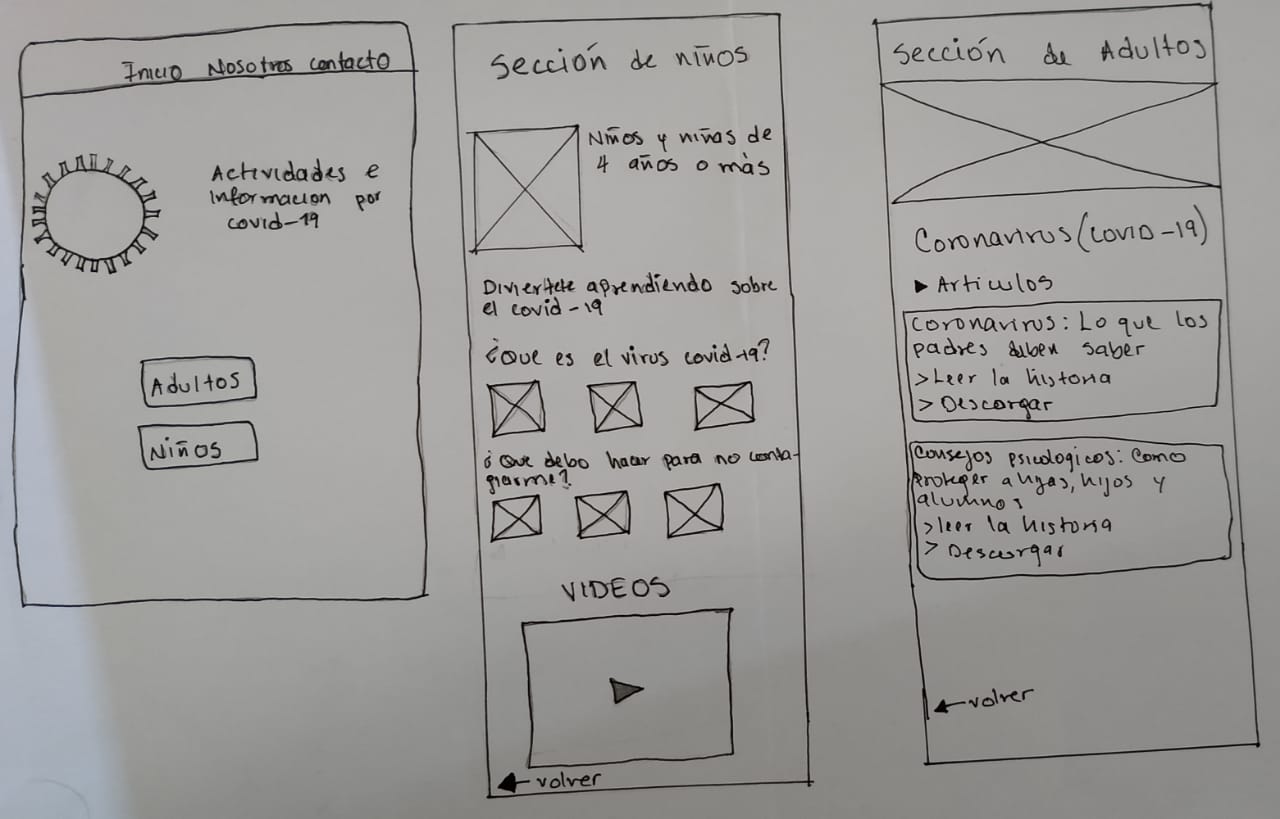 Inicio Nosotros contacto
Actividades e
informacion por
covid-19
Adultos
Niños
Sección de niños
Niños y niñas de
4 años o más
Diviertete aprendiendo sobre
el covid-19
¿Que es el virus covid-19?
¿Que debo hacer para no conta-
giarme?
VIDEOS
volver
Sección de Adultos
Coronavirus (COVID-19)
Articulos
Coronavirus: Lo que los
padres deben saber
>Leer la historia
> Descargar
Consejos psicologicos: Como
proteger a hijas, hijos y
alumnos
>leer la historia
> Descargar
volver